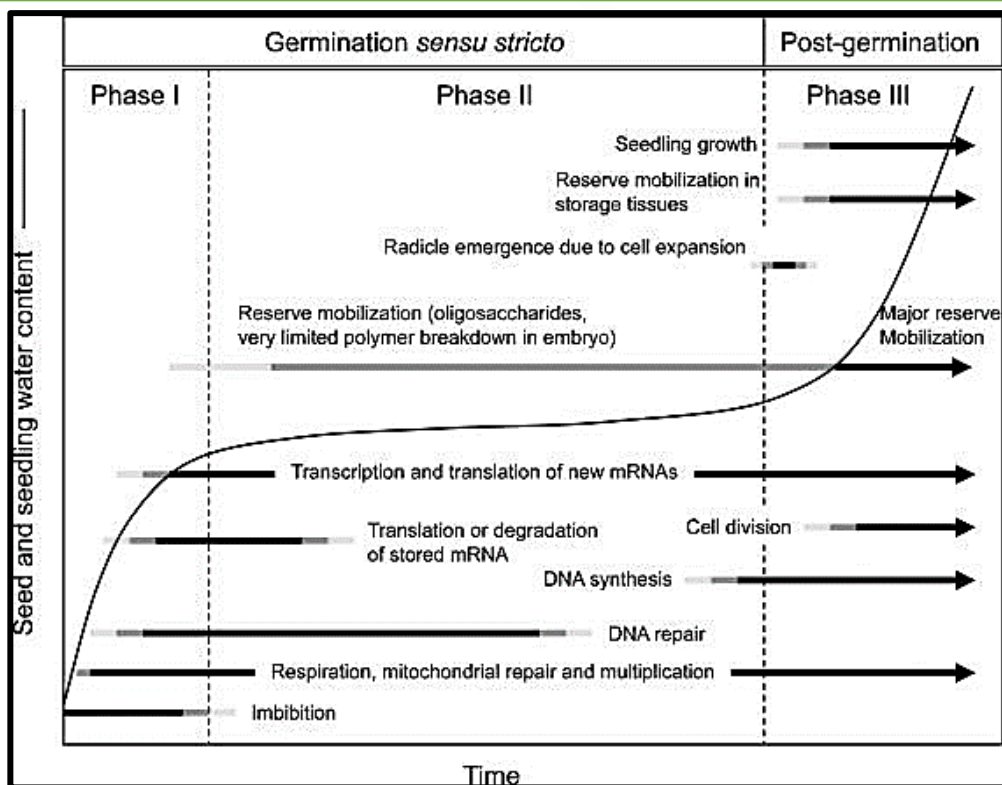 Germination sensu stricto
Post-germination
Phase I
Phase II
Phase III
Seedling growth
Reserve mobilization in
storage tissues
Radicle emergence due to cell expansion
Reserve mobilization (oligosaccharides,
very limited polymer breakdown in embryo)
Major reserve
Mobilization
Transcription and translation of new mRNAs
Translation or degradation
of stored mRNA
Cell division
DNA synthesis
DNA repair
Respiration, mitochondrial repair and multiplication
Imbibition
Seed and seedling water content
Time